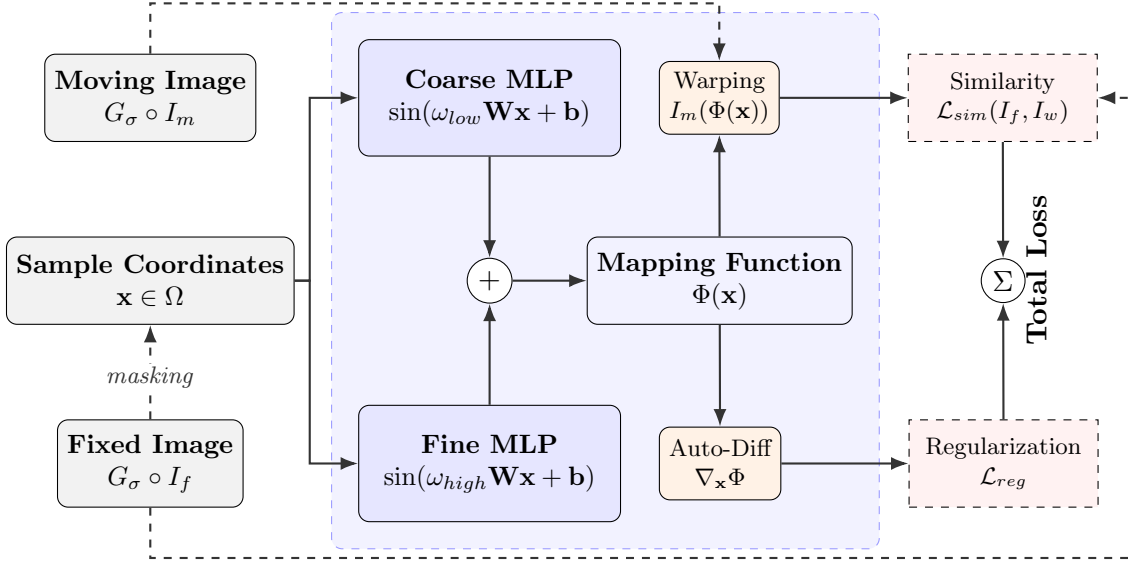 Moving Image
G_σ ∘ I_m
Sample Coordinates
x ∈ Ω
masking
Fixed Image
G_σ ∘ I_f
Coarse MLP
sin(ω_low Wx + b)
+
Fine MLP
sin(ω_high Wx + b)
Warping
I_m(Φ(x))
Mapping Function
Φ(x)
Auto-Diff
∇_x Φ
Similarity
ℒ_sim(I_f, I_w)
Σ
Total Loss
Regularization
ℒ_reg